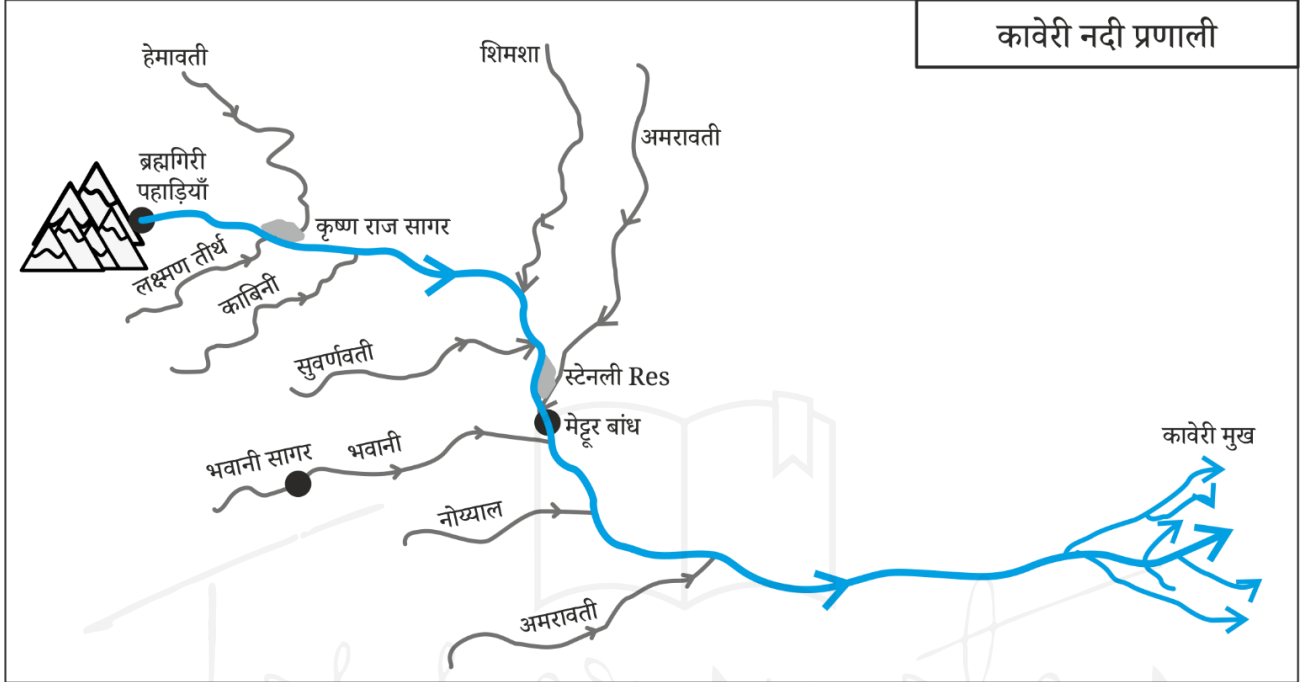 कावेरी नदी प्रणाली
हेमावती
शिमशा
अमरावती
ब्रह्मगिरी
पहाड़ियाँ
कृष्ण राज सागर
लक्ष्मण तीर्थ
काबिनी
सुवर्णवती
स्टेनली Res
मेट्टूर बांध
भवानी सागर
भवानी
कावेरी मुख
नोय्याल
अमरावती